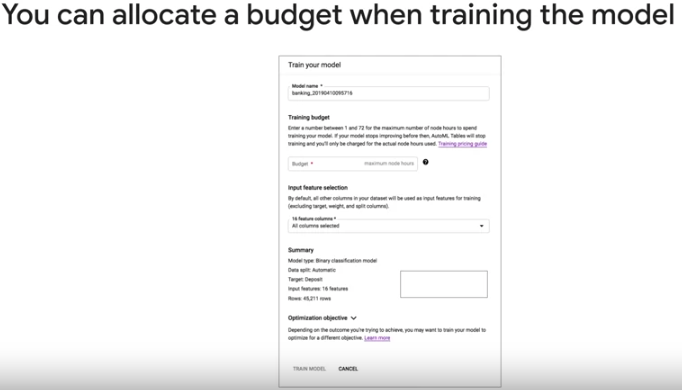 You can allocate a budget when training the model
Train your model
Model name *
banking_20190410095716
Training budget
Enter a number between 1 and 72 for the maximum number of node hours to spend
training your model. If your model stops improving before then, AutoML Tables will stop
training and you'll only be charged for the actual node hours used. Training pricing guide
Budget * maximum node hours ?
Input feature selection
By default, all other columns in your dataset will be used as input features for training
(excluding target, weight, and split columns).
16 feature columns *
All columns selected
Summary
Model type: Binary classification model
Data split: Automatic
Target: Deposit
Input features: 16 features
Rows: 45,211 rows
Optimization objective
Depending on the outcome you're trying to achieve, you may want to train your model to
optimize for a different objective. Learn more
TRAIN MODEL CANCEL